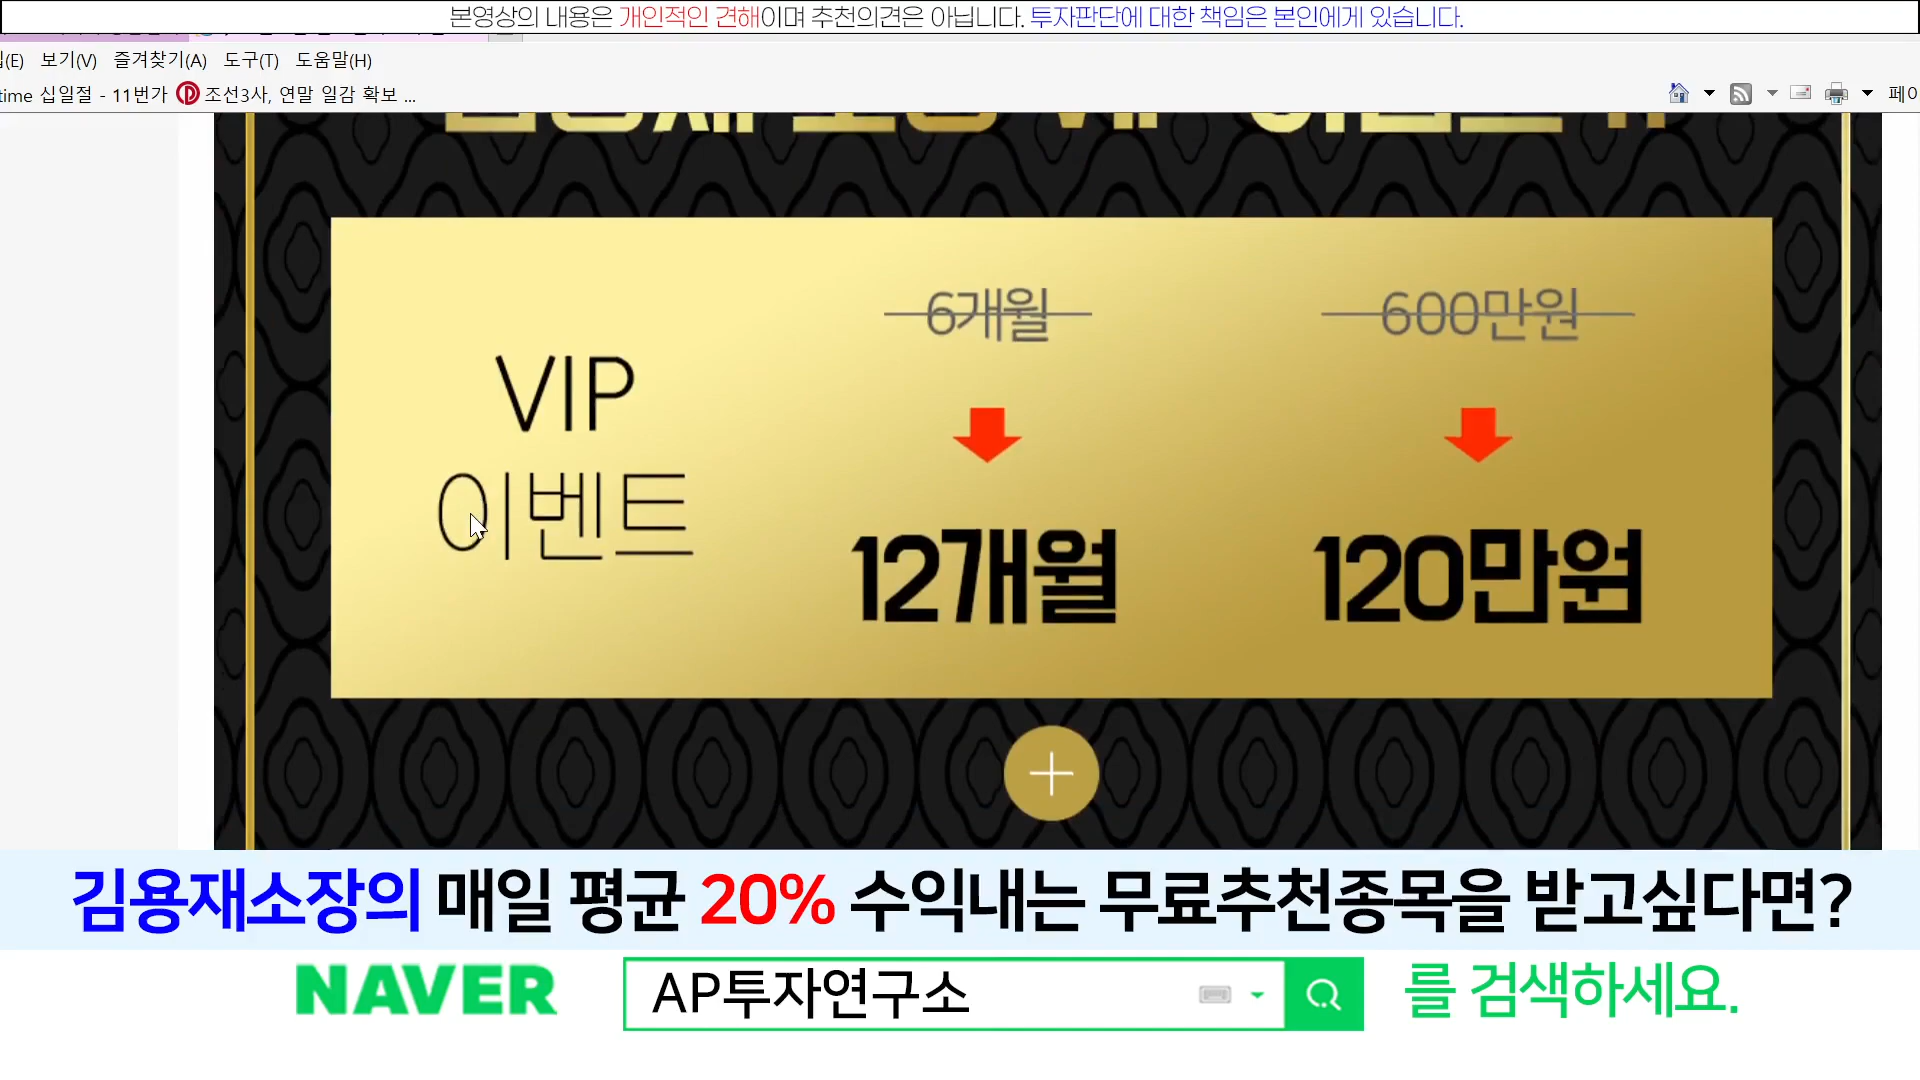 본영상의 내용은 개인적인 견해이며 추천의견은 아닙니다. 투자판단에 대한 책임은 본인에게 있습니다.
(E) 보기(V) 즐겨찾기(A) 도구(T) 도움말(H)
time 십일절 - 11번가 조선3사, 연말 일감 확보 ...
페이
6개월 600만원
VIP
이벤트
12개월 120만원
김용재소장의 매일 평균 20% 수익내는 무료추천종목을 받고싶다면?
NAVER AP투자연구소 를 검색하세요.